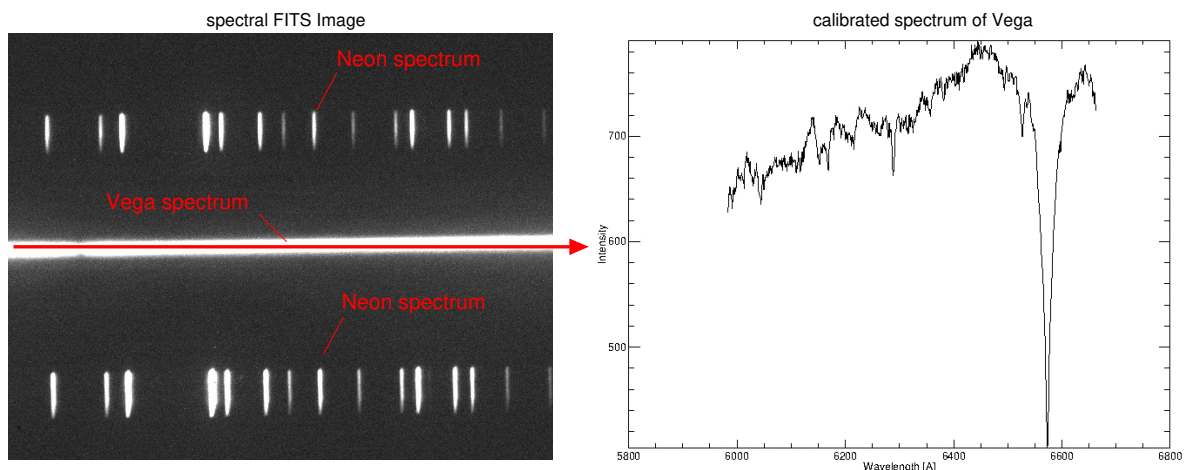 spectral FITS Image
Neon spectrum
Vega spectrum
Neon spectrum
calibrated spectrum of Vega
Intensity
700
600
500
5800 6000 6200 6400 6600 6800
Wavelength [A]